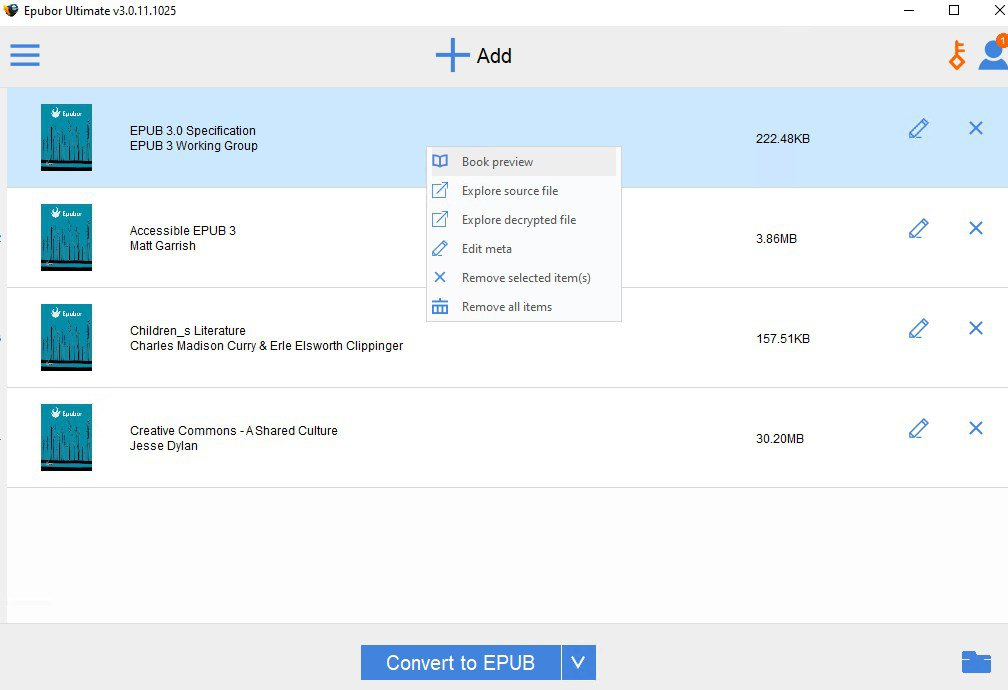 Epubor Ultimate v3.0.11.1025
Add
1
Epubor
EPUB 3.0 Specification
EPUB 3 Working Group
222.48KB
Book preview
Explore source file
Explore decrypted file
Edit meta
Remove selected item(s)
Remove all items
Epubor
Accessible EPUB 3
Matt Garrish
3.86MB
Epubor
Children_s Literature
Charles Madison Curry & Erle Elsworth Clippinger
157.51KB
Epubor
Creative Commons - A Shared Culture
Jesse Dylan
30.20MB
Convert to EPUB